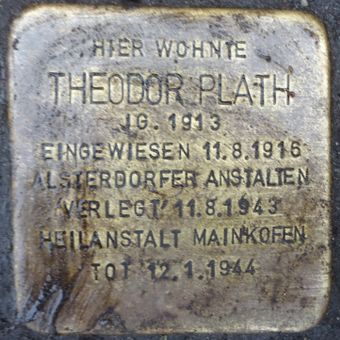 HIER WOHNTE
THEODOR PLATH
JG. 1913
EINGEWIESEN 11.8.1916
ALSTERDORFER ANSTALTEN
'VERLEGT' 11.8.1943
HEILANSTALT MAINKOFEN
TOT 12.1.1944